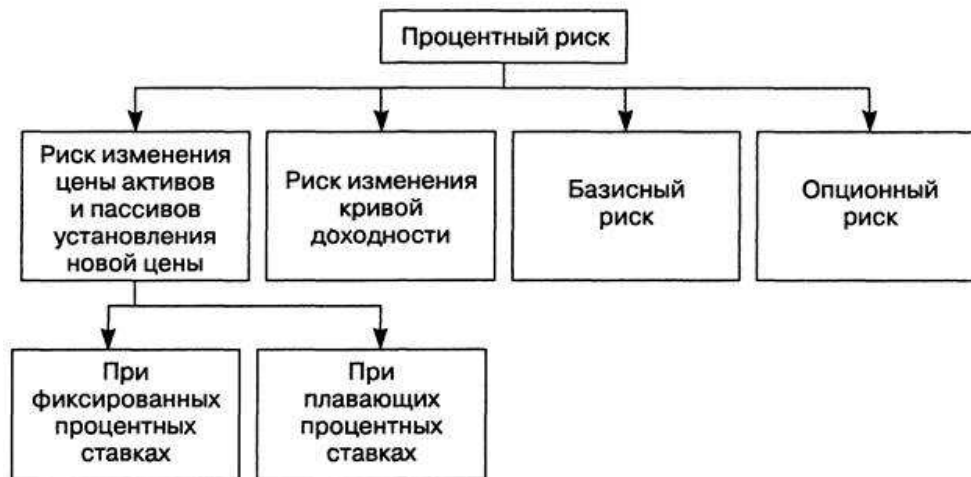 Процентный риск
Риск изменения
цены активов
и пассивов
установления
новой цены
Риск изменения
кривой
доходности
Базисный
риск
Опционный
риск
При
фиксированных
процентных
ставках
При
плавающих
процентных
ставках